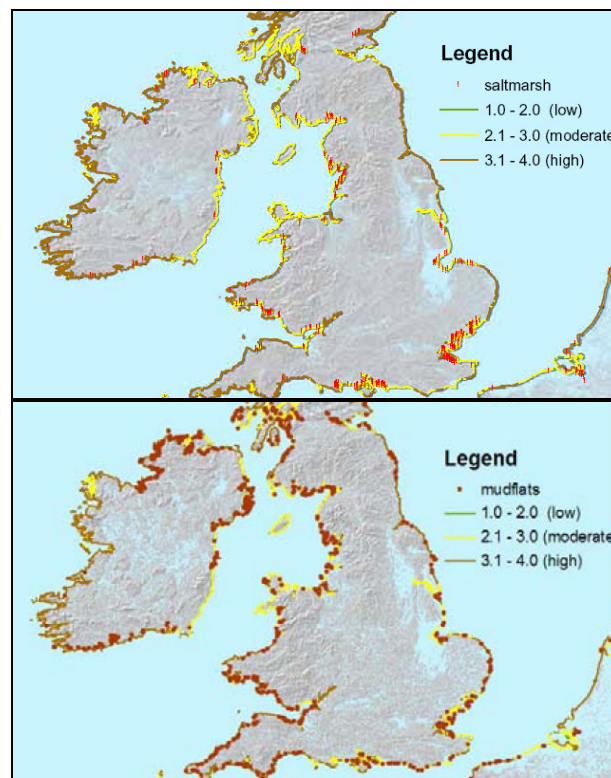 Legend
saltmarsh
1.0 - 2.0 (low)
2.1 - 3.0 (moderate
3.1 - 4.0 (high)
Legend
mudflats
1.0 - 2.0 (low)
2.1 - 3.0 (moderate
3.1 - 4.0 (high)